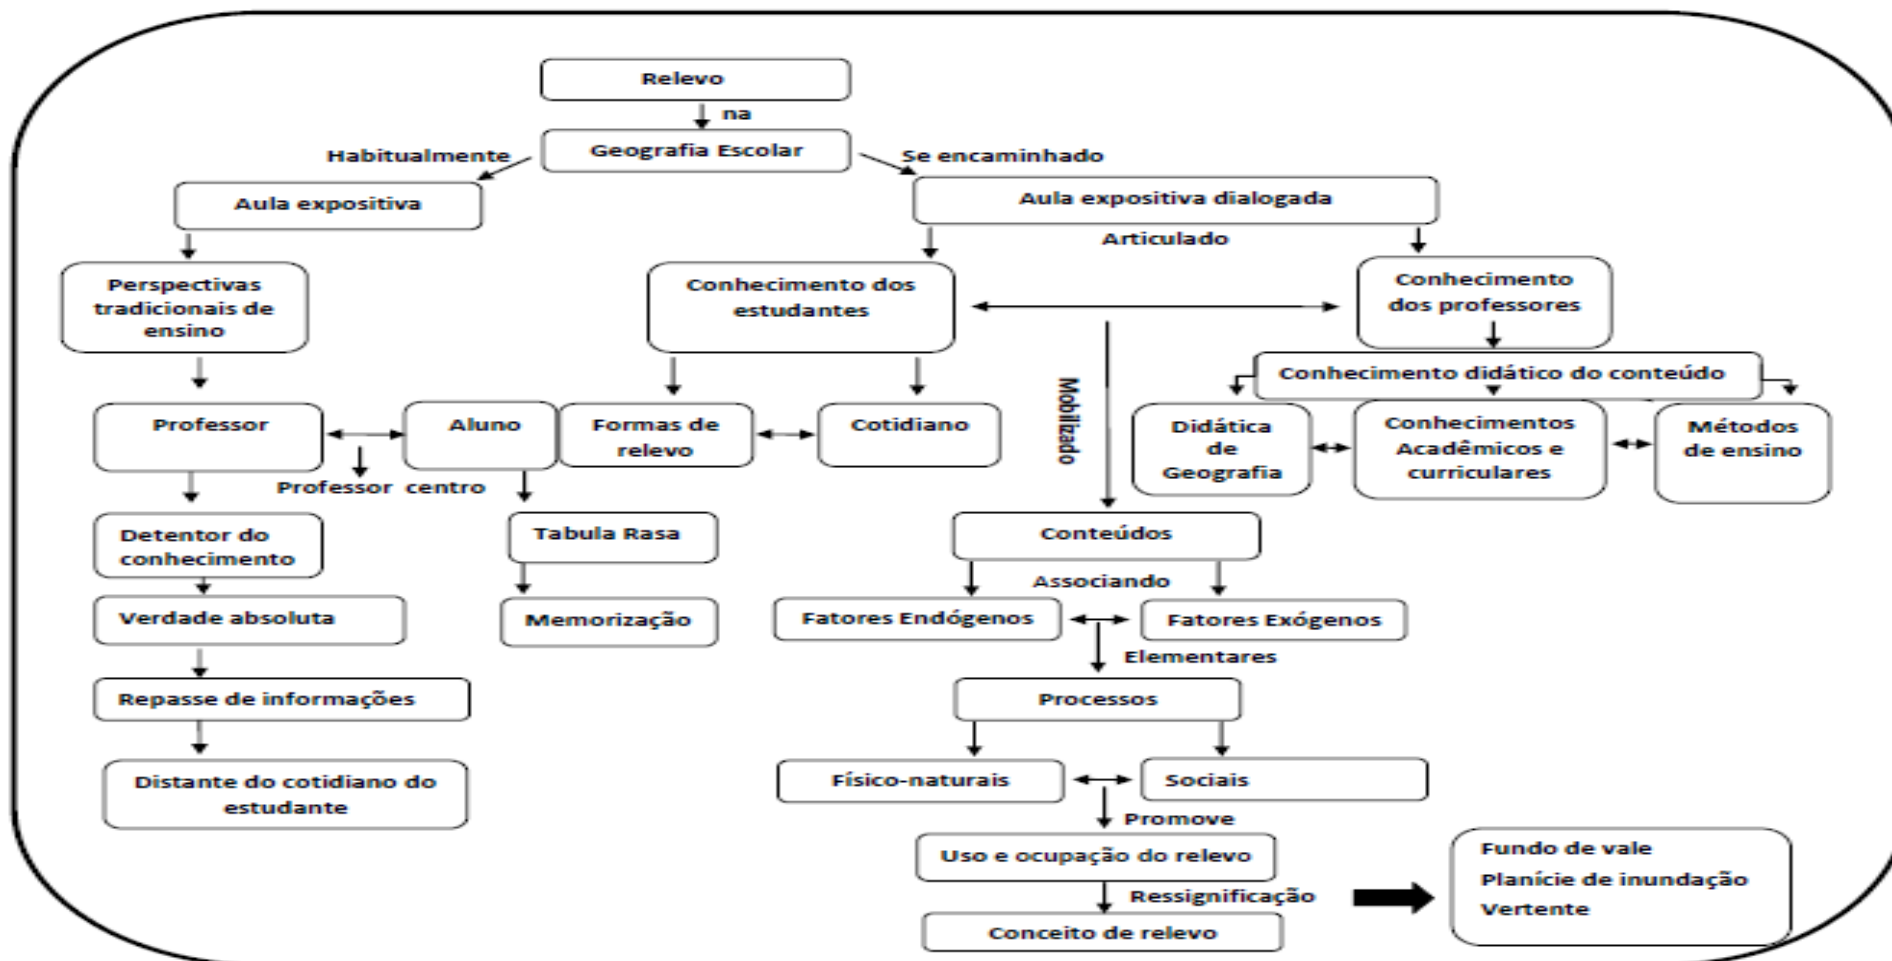 Relevo
na
Geografia Escolar
Habitualmente
Se encaminhado
Aula expositiva
Aula expositiva dialogada
Articulado
Perspectivas
tradicionais de
ensino
Conhecimento dos
estudantes
Conhecimento
dos professores
Conhecimento didático do conteúdo
Mobilizado
Professor
Aluno
Formas de
relevo
Cotidiano
Didática
de
Geografia
Conhecimentos
Acadêmicos e
curriculares
Métodos
de ensino
Professor centro
Detentor do
conhecimento
Tabula Rasa
Conteúdos
Associando
Verdade absoluta
Memorização
Fatores Endógenos
Fatores Exógenos
Elementares
Repasse de informações
Processos
Distante do cotidiano do
estudante
Físico-naturais
Sociais
Promove
Uso e ocupação do relevo
Ressignificação
Conceito de relevo
Fundo de vale
Planície de inundação
Vertente